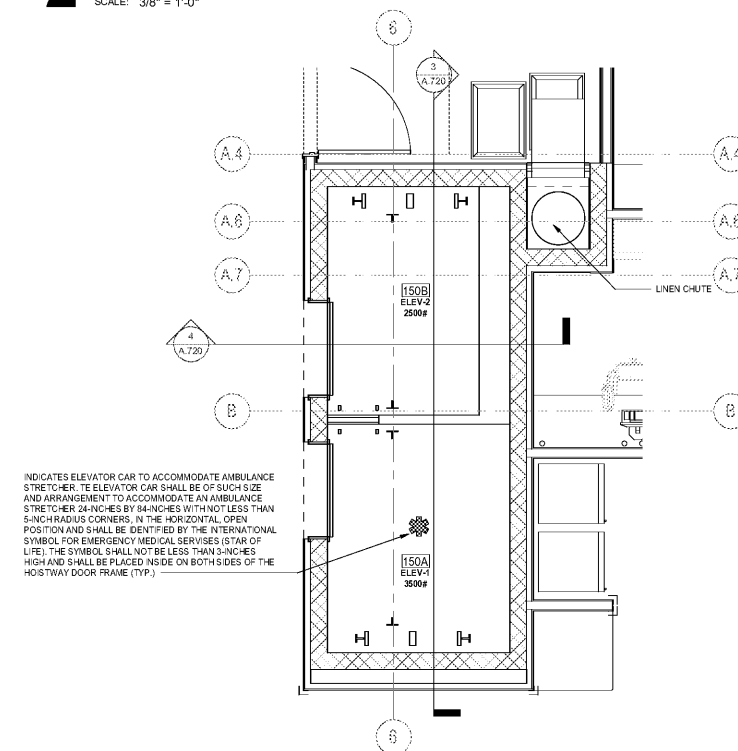 SCALE: 3/8" = 1'-0"
6
3
A.720
A.4
A.4
A.6
A.6
A.7
A.7
150B
ELEV-2
2500#
LINEN CHUTE
4
A.720
B
B
INDICATES ELEVATOR CAR TO ACCOMMODATE AMBULANCE
STRETCHER. TE ELEVATOR CAR SHALL BE OF SUCH SIZE
AND ARRANGEMENT TO ACCOMMODATE AN AMBULANCE
STRETCHER 24-INCHES BY 84-INCHES WITH NOT LESS THAN
5-INCH RADIUS CORNERS, IN THE HORIZONTAL, OPEN
POSITION AND SHALL BE IDENTIFIED BY THE INTERNATIONAL
SYMBOL FOR EMERGENCY MEDICAL SERVISES (STAR OF
LIFE). THE SYMBOL SHALL NOT BE LESS THAN 3-INCHES
HIGH AND SHALL BE PLACED INSIDE ON BOTH SIDES OF THE
HOISTWAY DOOR FRAME (TYP.)
150A
ELEV-1
3500#
6